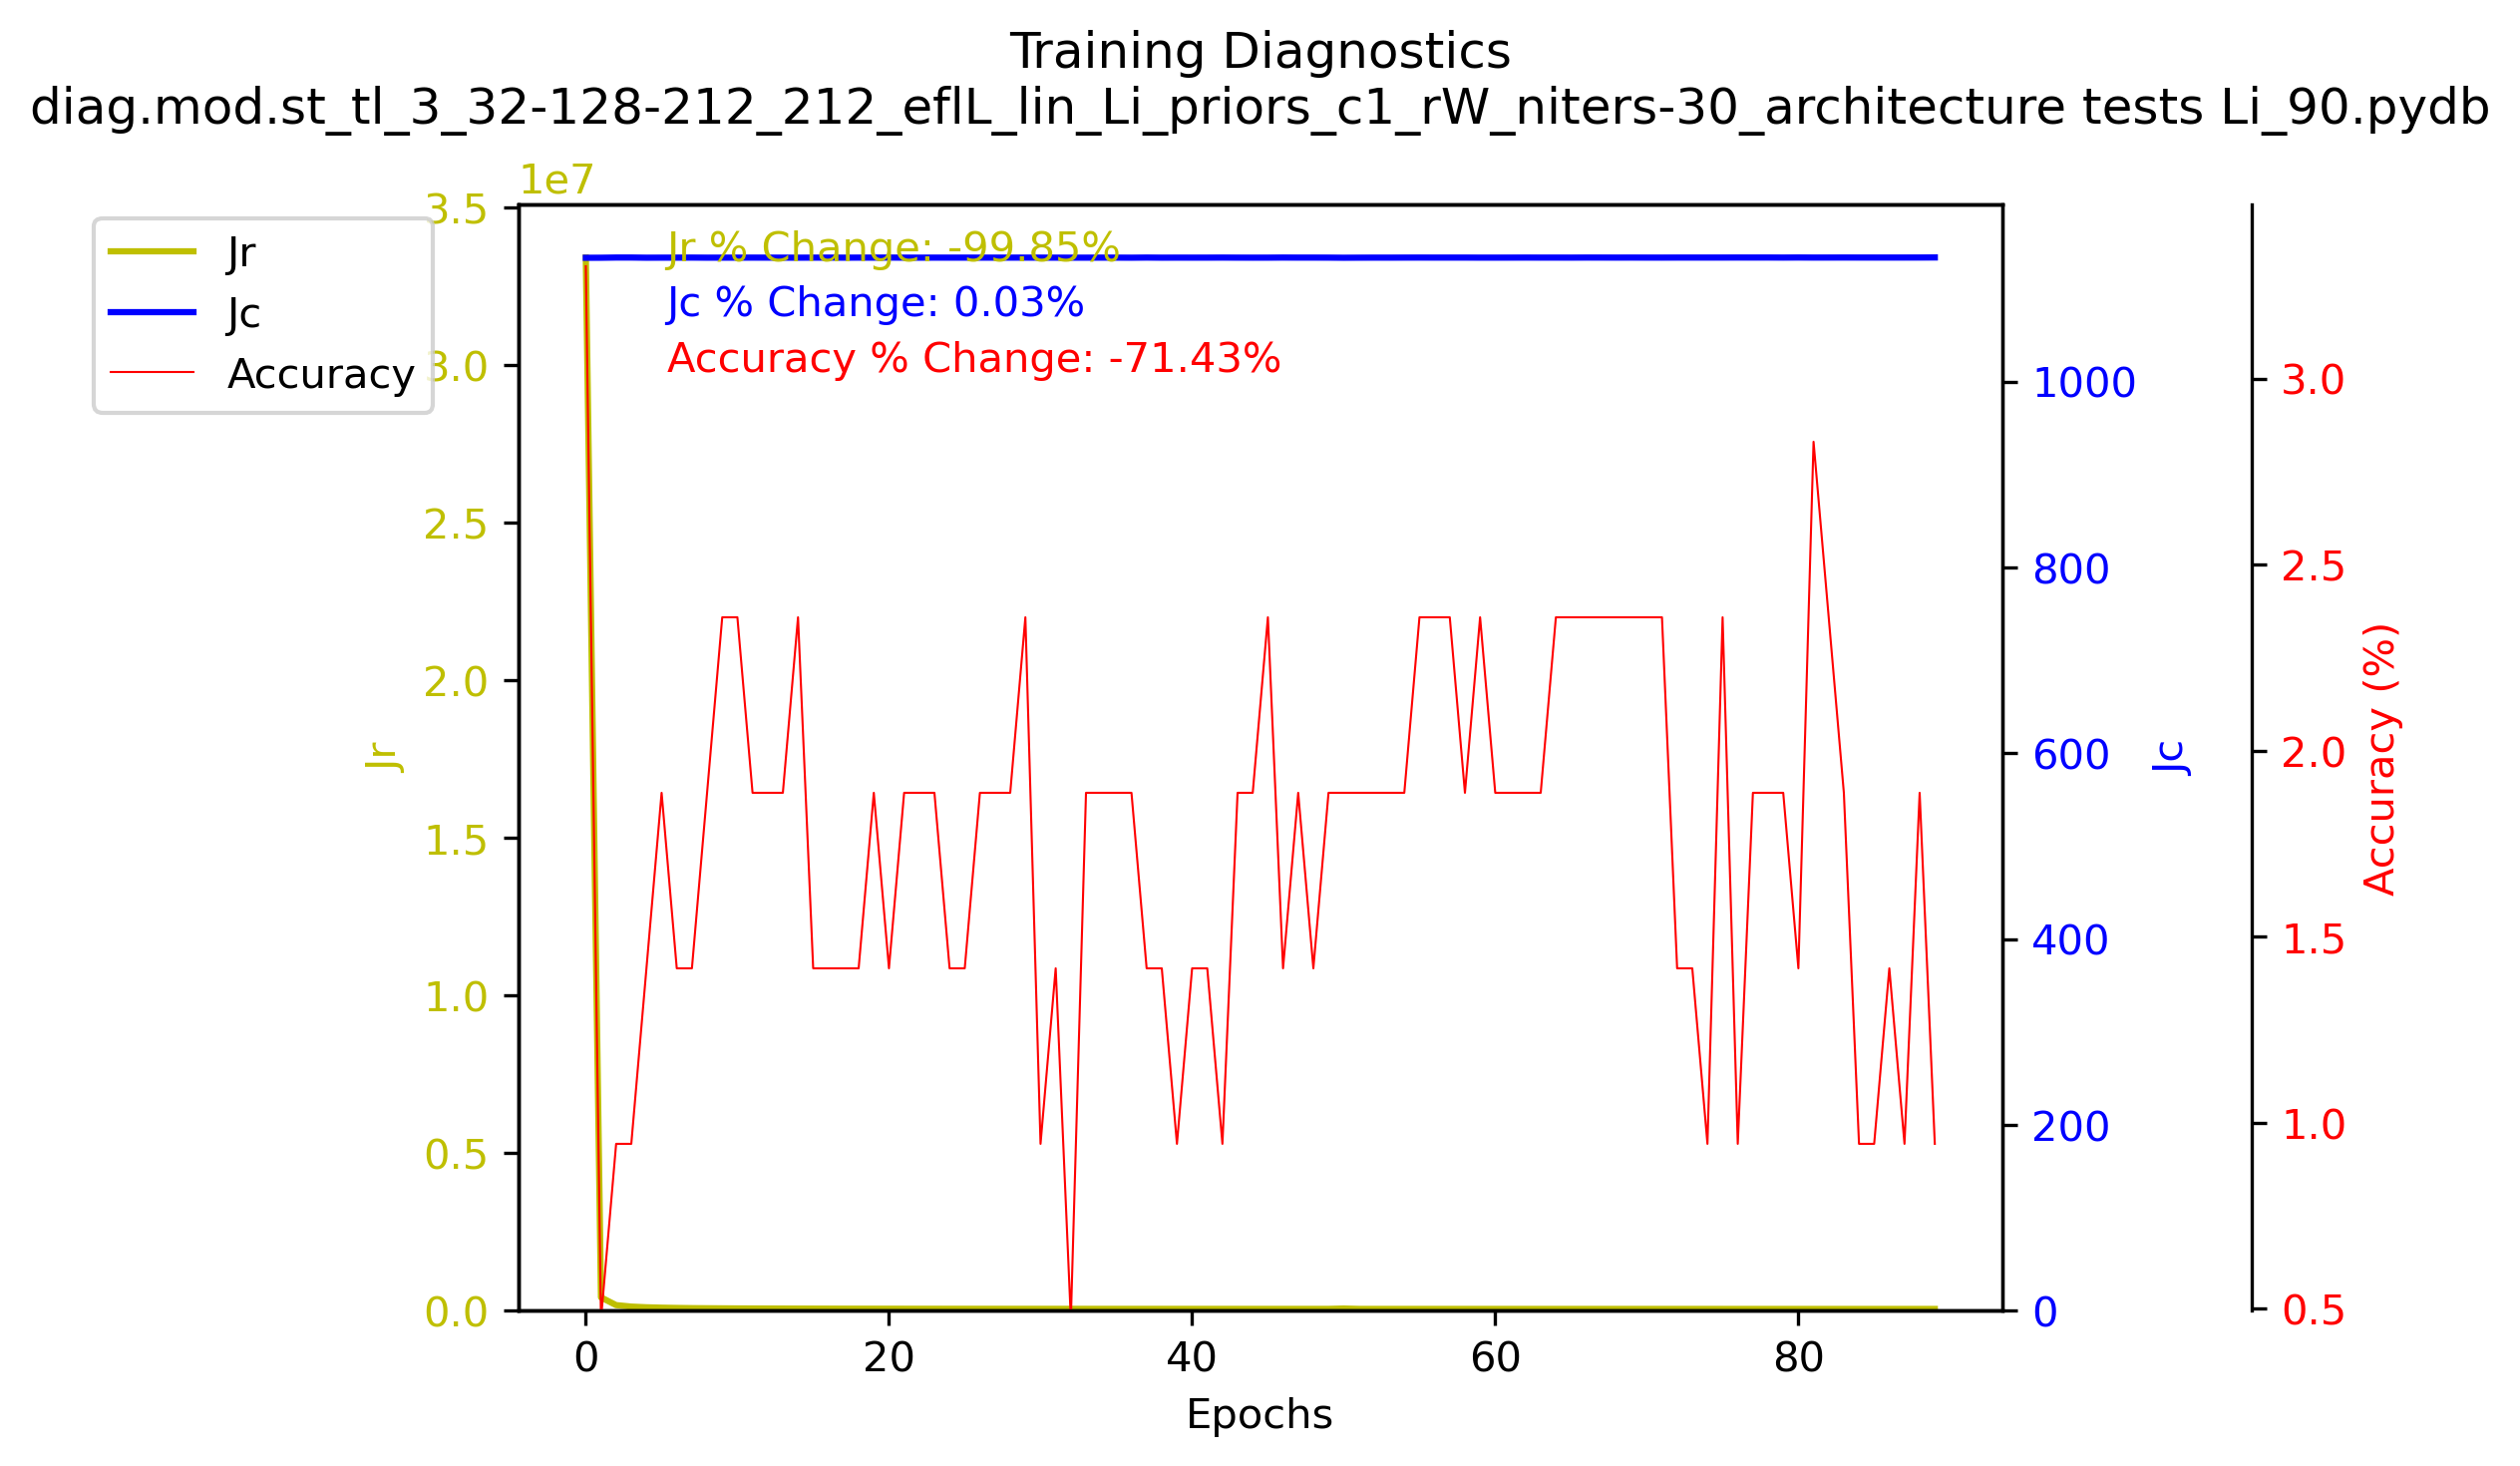 Training Diagnostics
diag.mod.st_tl_3_32-128-212_212_eflL_lin_Li_priors_c1_rW_niters-30_architecture tests Li_90.pydb
1e7
Jr
Jc
Accuracy
Jr % Change: -99.85%
Jc % Change: 0.03%
Accuracy % Change: -71.43%
3.5
3.0
2.5
2.0
1.5
1.0
0.5
0.0
Jr
1000
800
600
400
200
0
Jc
3.0
2.5
2.0
1.5
1.0
0.5
Accuracy (%)
0 20 40 60 80
Epochs